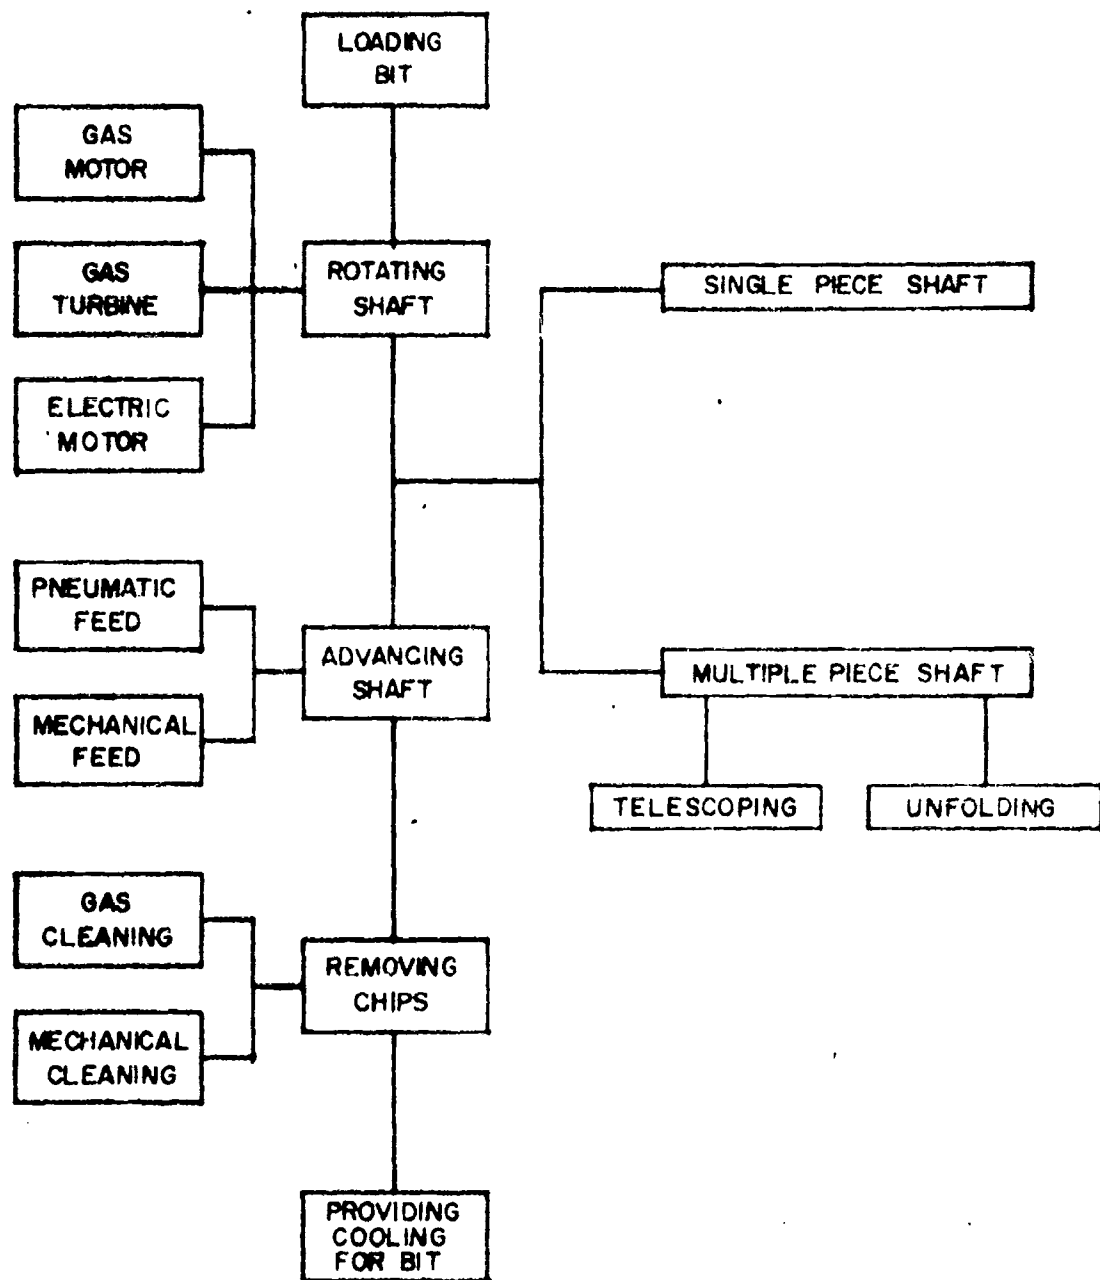 LOADING
BIT
GAS
MOTOR
GAS
TURBINE
ROTATING
SHAFT
SINGLE PIECE SHAFT
ELECTRIC
MOTOR
PNEUMATIC
FEED
ADVANCING
SHAFT
MULTIPLE PIECE SHAFT
MECHANICAL
FEED
TELESCOPING
UNFOLDING
GAS
CLEANING
REMOVING
CHIPS
MECHANICAL
CLEANING
PROVIDING
COOLING
FOR BIT